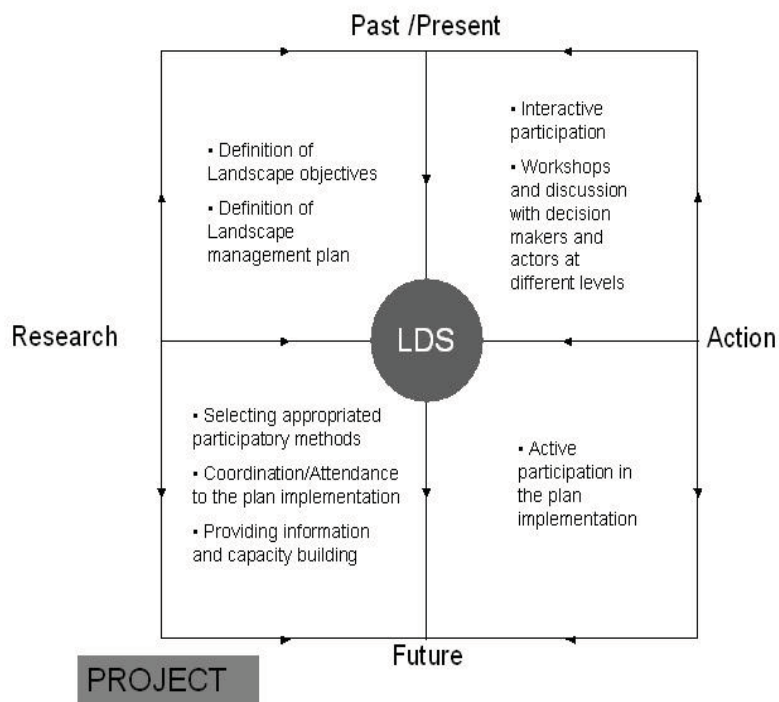 Past /Present
▪ Definition of
Landscape objectives
▪ Definition of
Landscape
management plan
▪ Interactive
participation
▪ Workshops
and discussion
with decision
makers and
actors at
different levels
Research
LDS
Action
▪ Selecting appropriated
participatory methods
▪ Coordination/Attendance
to the plan implementation
▪ Providing information
and capacity building
▪ Active
participation in
the plan
implementation
Future
PROJECT